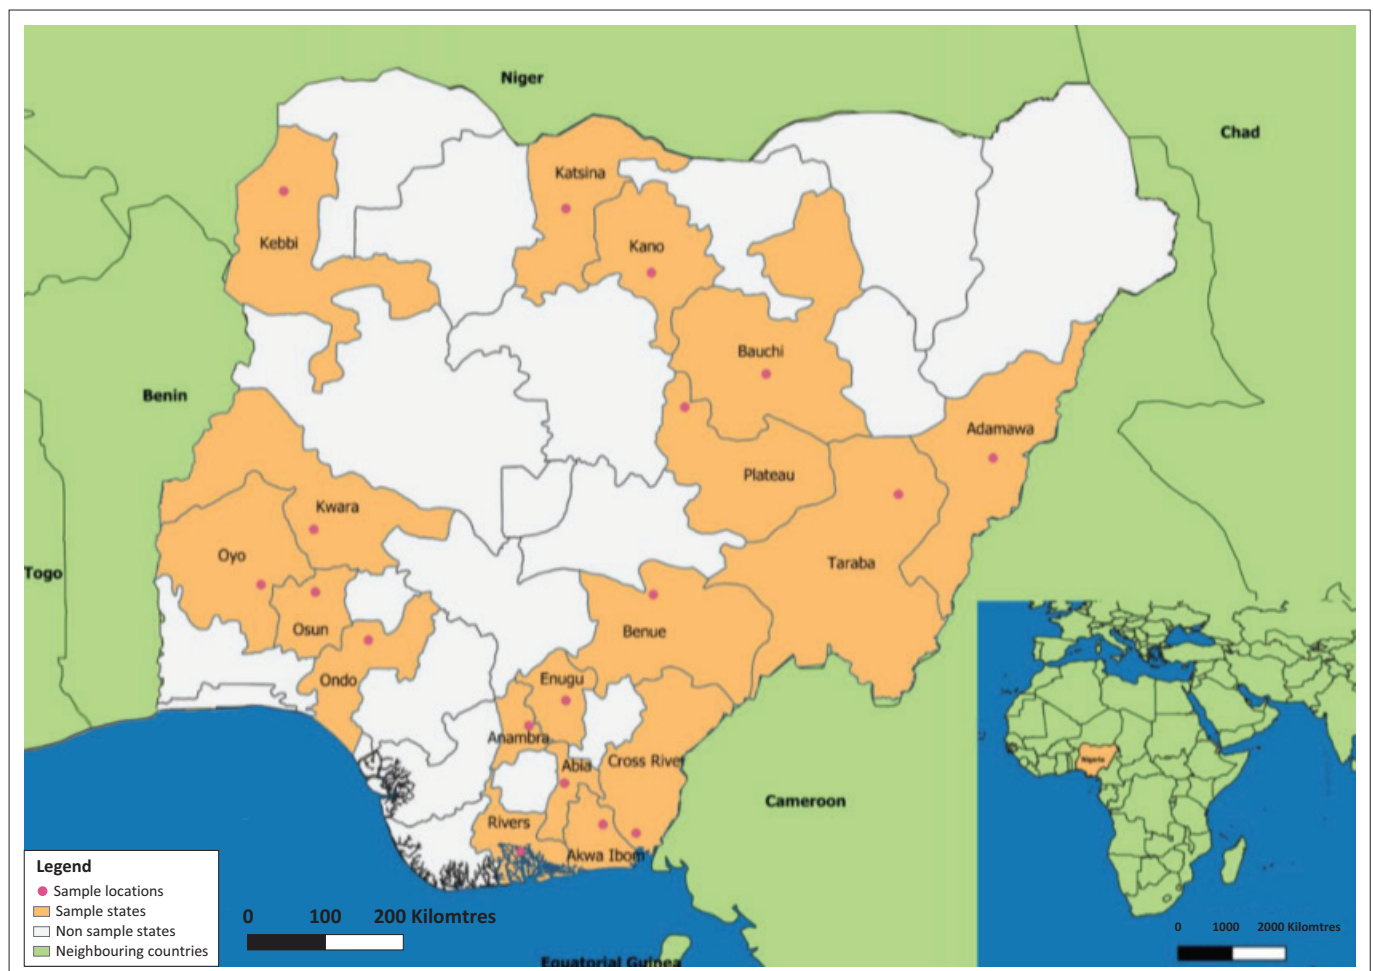 Niger
Chad
Katsina
Kebbi
Kano
Bauchi
Benin
Adamawa
Plateau
Kwara
Oyo
Taraba
Togo
Osun
Benue
Ondo
Enugu
Anambra
Abia
Cross River
Nigeria
Cameroon
Rivers
Akwa Ibom
Legend
Sample locations
Sample states
Non sample states
Neighbouring countries
0 100 200 Kilomtres
0 1000 2000 Kilomtres
Equatorial Guinea